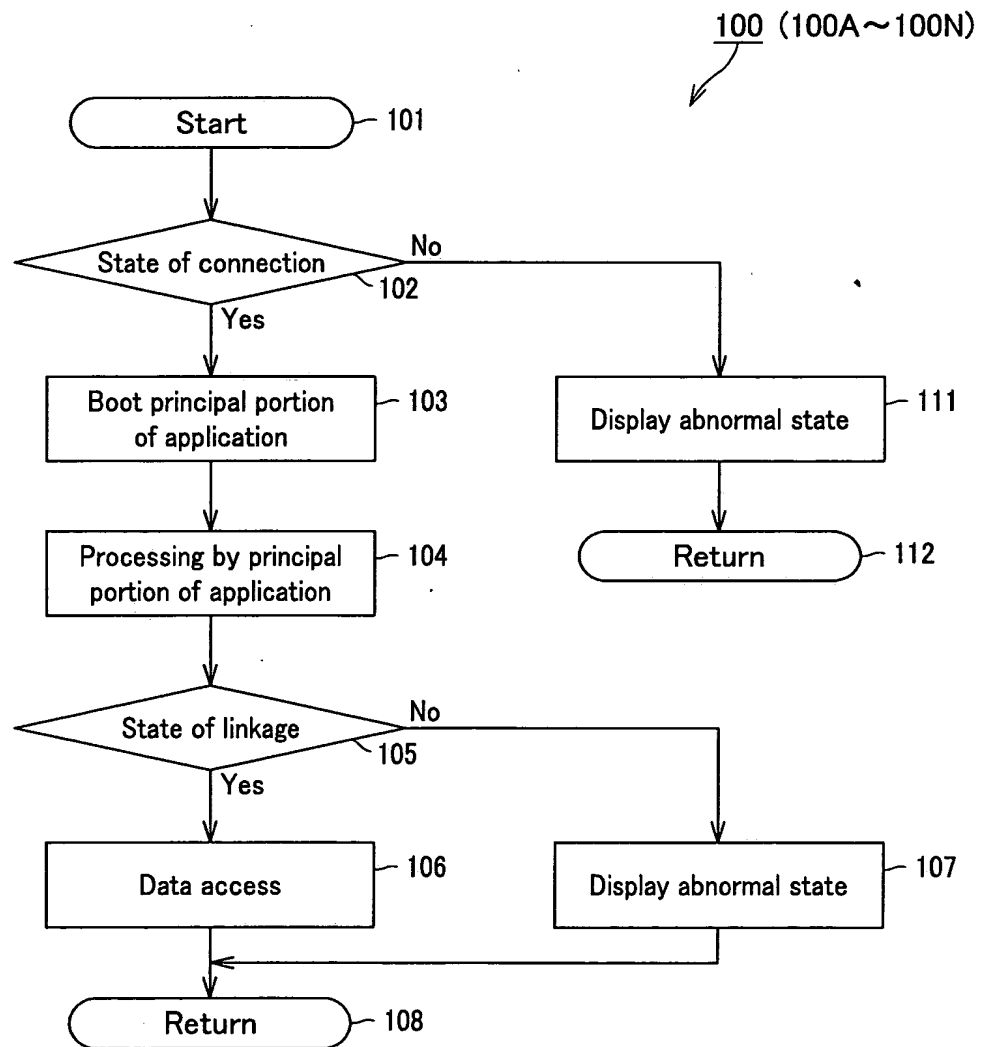 100 (100A～100N)
Start
101
State of connection
No
102
Yes
Boot principal portion
of application
103
Display abnormal state
111
Processing by principal
portion of application
104
Return
112
State of linkage
No
105
Yes
Data access
106
Display abnormal state
107
Return
108